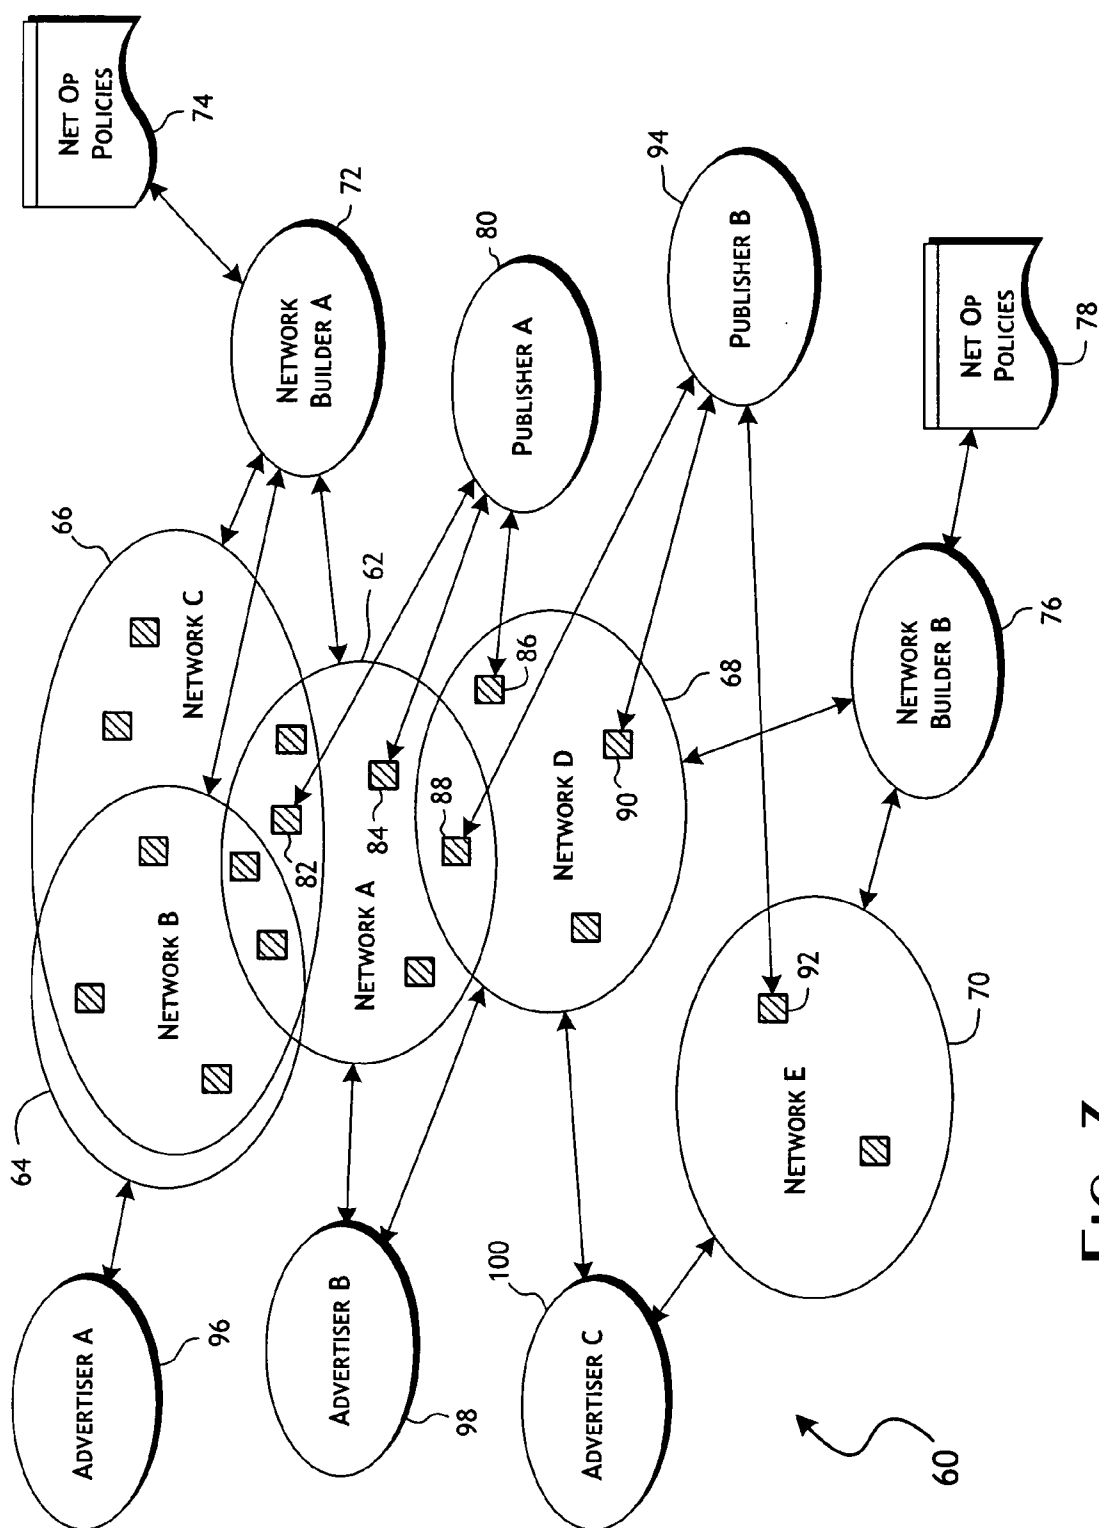 ADVERTISER A
96
64
NETWORK B
NETWORK C
66
NET OP
POLICIES
74
NETWORK
BUILDER A
72
ADVERTISER B
98
NETWORK A
82
84
62
PUBLISHER A
80
88
86
ADVERTISER C
100
NETWORK D
90
68
PUBLISHER B
94
NETWORK E
92
70
NETWORK
BUILDER B
76
NET OP
POLICIES
78
60
FIG. 3